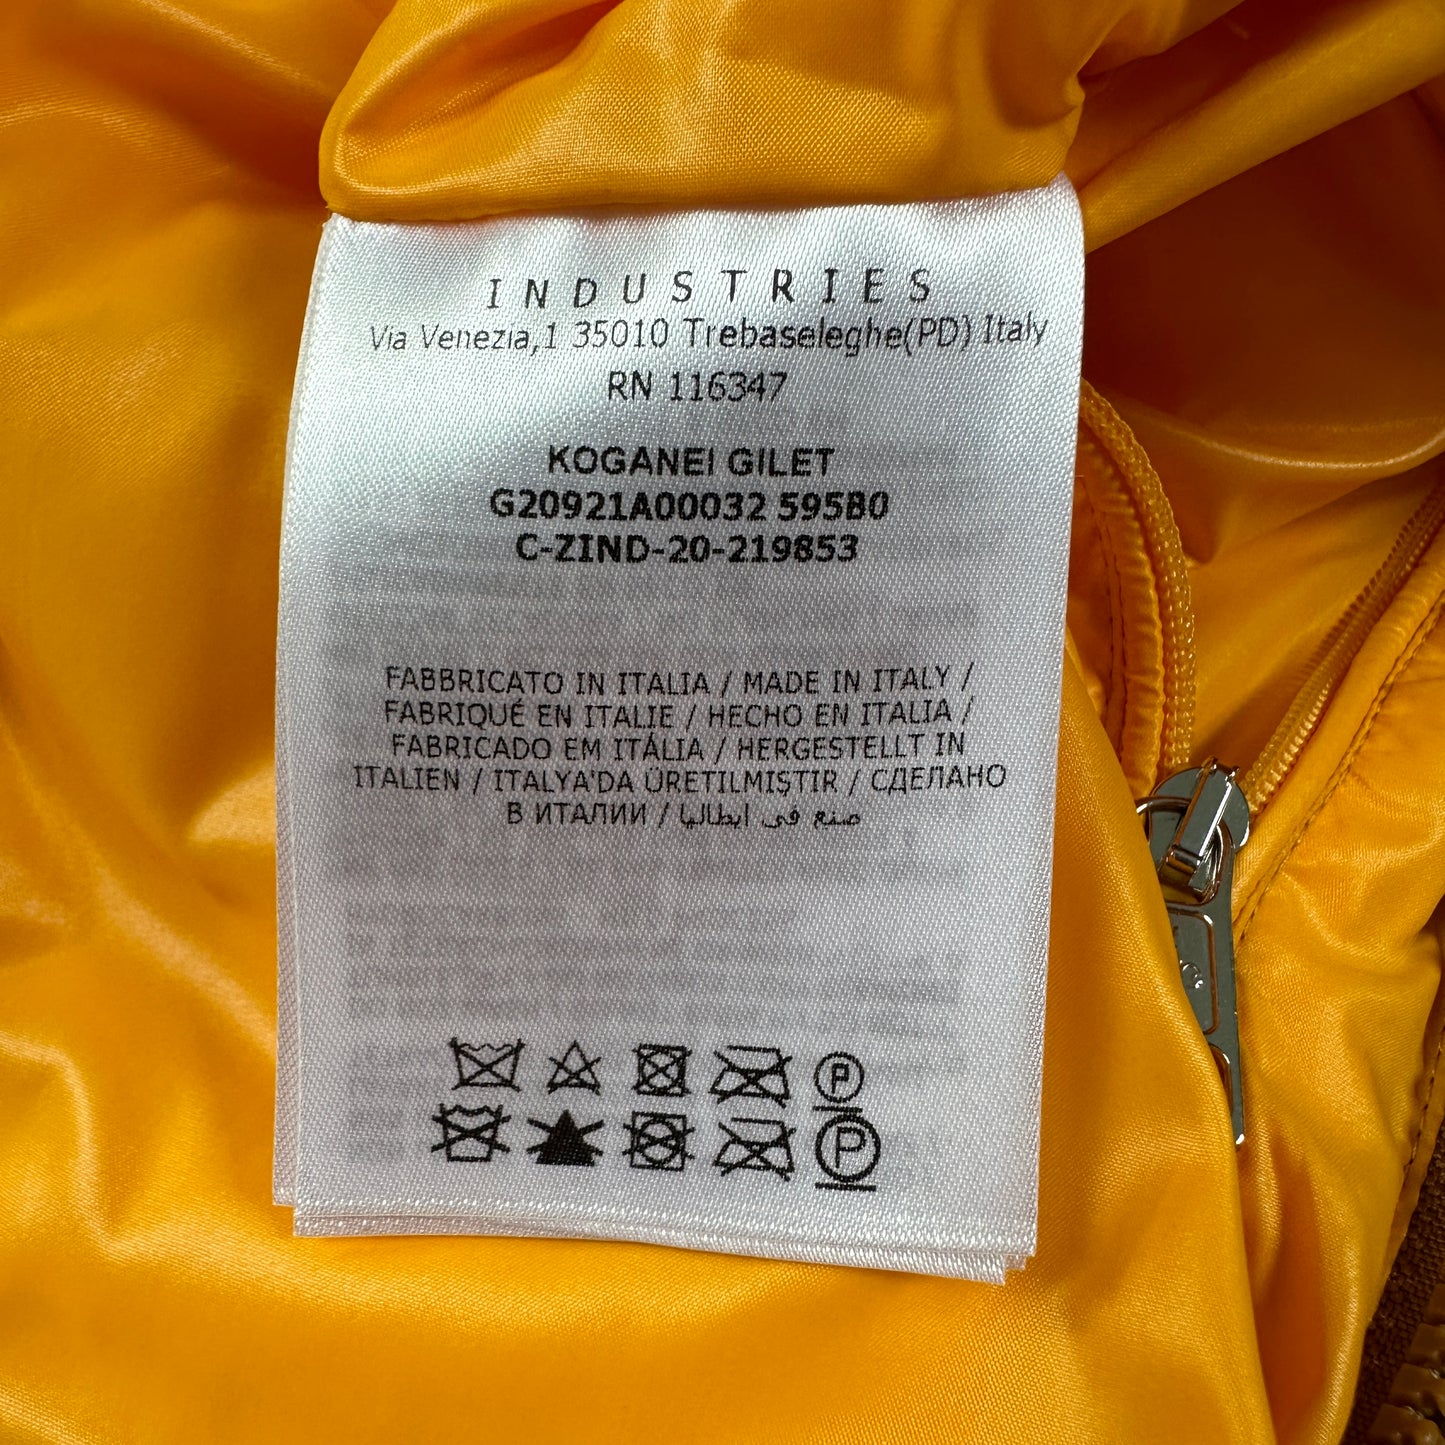 INDUSTRIES
Via Venezia,1 35010 Trebaseleghe(PD) Italy
RN 116347
KOGANEI GILET
G20921A00032 595B0
C-ZIND-20-219853
FABBRICATO IN ITALIA / MADE IN ITALY /
FABRIQUÉ EN ITALIE / HECHO EN ITALIA /
FABRICADO EM ITÁLIA / HERGESTELLT IN
ITALIEN / ITALYA'DA ÜRETILMIŞTIR / СДЕЛАНО
В ИТАЛИИ / صنع في ايطاليا
P
P